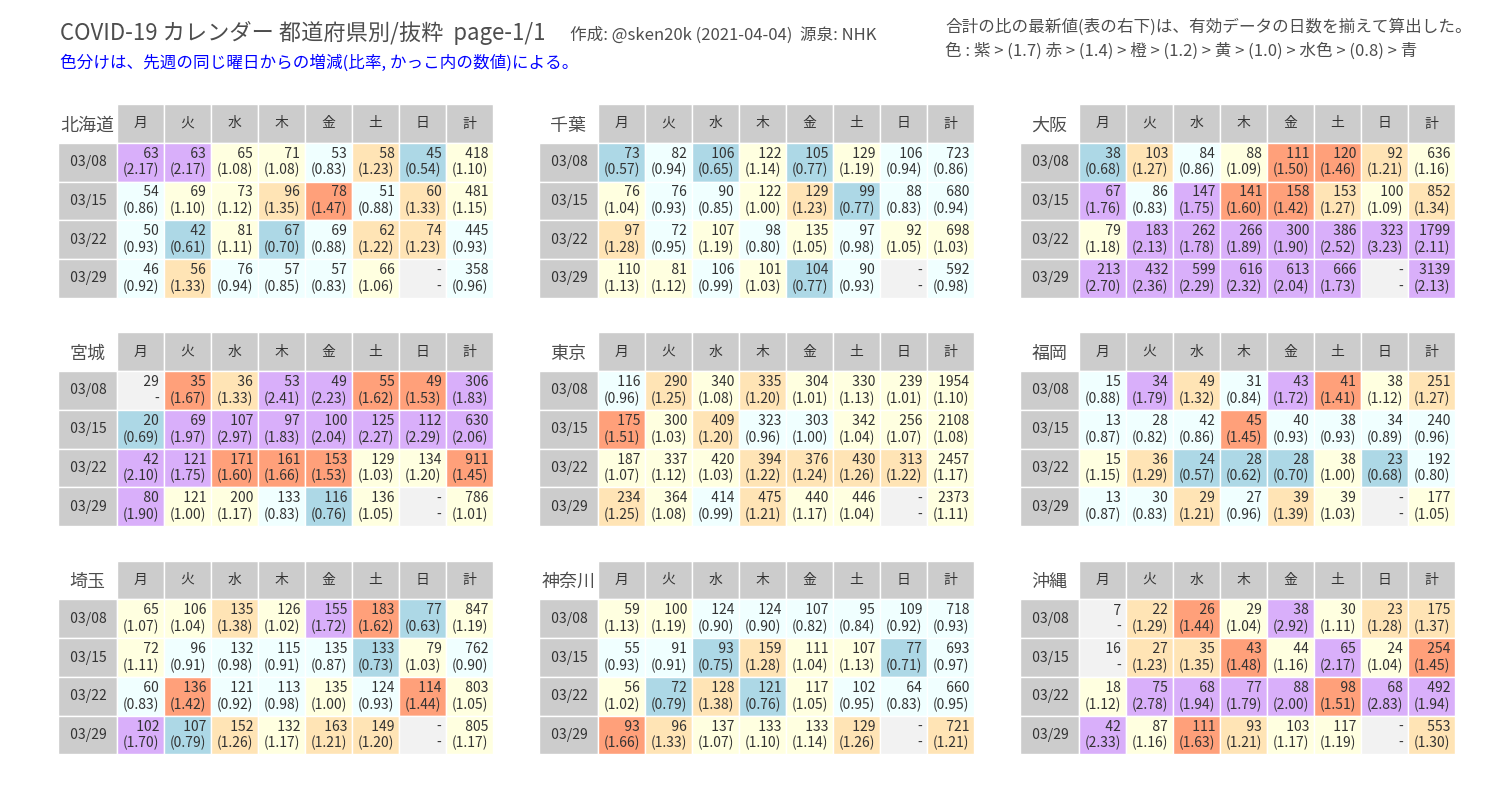 COVID-19 カレンダー 都道府県別/抜粋 page-1/1 作成: @sken20k (2021-04-04) 源泉: NHK
色分けは、先週の同じ曜日からの増減(比率, かっこ内の数値)による。
合計の比の最新値(表の右下)は、有効データの日数を揃えて算出した。
色 : 紫 > (1.7) 赤 > (1.4) > 橙 > (1.2) > 黄 > (1.0) > 水色 > (0.8) > 青
北海道 月 火 水 木 金 土 日 計
03/08 63 63 65 71 53 58 45 418
(2.17) (2.17) (1.08) (1.08) (0.83) (1.23) (0.54) (1.10)
03/15 54 69 73 96 78 51 60 481
(0.86) (1.10) (1.12) (1.35) (1.47) (0.88) (1.33) (1.15)
03/22 50 42 81 67 69 62 74 445
(0.93) (0.61) (1.11) (0.70) (0.88) (1.22) (1.23) (0.93)
03/29 46 56 76 57 57 66 - 358
(0.92) (1.33) (0.94) (0.85) (0.83) (1.06) - (0.96)
千葉 月 火 水 木 金 土 日 計
03/08 73 82 106 122 105 129 106 723
(0.57) (0.94) (0.65) (1.14) (0.77) (1.19) (0.94) (0.86)
03/15 76 76 90 122 129 99 88 680
(1.04) (0.93) (0.85) (1.00) (1.23) (0.77) (0.83) (0.94)
03/22 97 72 107 98 135 97 92 698
(1.28) (0.95) (1.19) (0.80) (1.05) (0.98) (1.05) (1.03)
03/29 110 81 106 101 104 90 - 592
(1.13) (1.12) (0.99) (1.03) (0.77) (0.93) - (0.98)
大阪 月 火 水 木 金 土 日 計
03/08 38 103 84 88 111 120 92 636
(0.68) (1.27) (0.86) (1.09) (1.50) (1.46) (1.21) (1.16)
03/15 67 86 147 141 158 153 100 852
(1.76) (0.83) (1.75) (1.60) (1.42) (1.27) (1.09) (1.34)
03/22 79 183 262 266 300 386 323 1799
(1.18) (2.13) (1.78) (1.89) (1.90) (2.52) (3.23) (2.11)
03/29 213 432 599 616 613 666 - 3139
(2.70) (2.36) (2.29) (2.32) (2.04) (1.73) - (2.13)
宮城 月 火 水 木 金 土 日 計
03/08 29 35 36 53 49 55 49 306
- (1.67) (1.33) (2.41) (2.23) (1.62) (1.53) (1.83)
03/15 20 69 107 97 100 125 112 630
(0.69) (1.97) (2.97) (1.83) (2.04) (2.27) (2.29) (2.06)
03/22 42 121 171 161 153 129 134 911
(2.10) (1.75) (1.60) (1.66) (1.53) (1.03) (1.20) (1.45)
03/29 80 121 200 133 116 136 - 786
(1.90) (1.00) (1.17) (0.83) (0.76) (1.05) - (1.01)
東京 月 火 水 木 金 土 日 計
03/08 116 290 340 335 304 330 239 1954
(0.96) (1.25) (1.08) (1.20) (1.01) (1.13) (1.01) (1.10)
03/15 175 300 409 323 303 342 256 2108
(1.51) (1.03) (1.20) (0.96) (1.00) (1.04) (1.07) (1.08)
03/22 187 337 420 394 376 430 313 2457
(1.07) (1.12) (1.03) (1.22) (1.24) (1.26) (1.22) (1.17)
03/29 234 364 414 475 440 446 - 2373
(1.25) (1.08) (0.99) (1.21) (1.17) (1.04) - (1.11)
福岡 月 火 水 木 金 土 日 計
03/08 15 34 49 31 43 41 38 251
(0.88) (1.79) (1.32) (0.84) (1.72) (1.41) (1.12) (1.27)
03/15 13 28 42 45 40 38 34 240
(0.87) (0.82) (0.86) (1.45) (0.93) (0.93) (0.89) (0.96)
03/22 15 36 24 28 28 38 23 192
(1.15) (1.29) (0.57) (0.62) (0.70) (1.00) (0.68) (0.80)
03/29 13 30 29 27 39 39 - 177
(0.87) (0.83) (1.21) (0.96) (1.39) (1.03) - (1.05)
埼玉 月 火 水 木 金 土 日 計
03/08 65 106 135 126 155 183 77 847
(1.07) (1.04) (1.38) (1.02) (1.72) (1.62) (0.63) (1.19)
03/15 72 96 132 115 135 133 79 762
(1.11) (0.91) (0.98) (0.91) (0.87) (0.73) (1.03) (0.90)
03/22 60 136 121 113 135 124 114 803
(0.83) (1.42) (0.92) (0.98) (1.00) (0.93) (1.44) (1.05)
03/29 102 107 152 132 163 149 - 805
(1.70) (0.79) (1.26) (1.17) (1.21) (1.20) - (1.17)
神奈川 月 火 水 木 金 土 日 計
03/08 59 100 124 124 107 95 109 718
(1.13) (1.19) (0.90) (0.90) (0.82) (0.84) (0.92) (0.93)
03/15 55 91 93 159 111 107 77 693
(0.93) (0.91) (0.75) (1.28) (1.04) (1.13) (0.71) (0.97)
03/22 56 72 128 121 117 102 64 660
(1.02) (0.79) (1.38) (0.76) (1.05) (0.95) (0.83) (0.95)
03/29 93 96 137 133 133 129 - 721
(1.66) (1.33) (1.07) (1.10) (1.14) (1.26) - (1.21)
沖縄 月 火 水 木 金 土 日 計
03/08 7 22 26 29 38 30 23 175
- (1.29) (1.44) (1.04) (2.92) (1.11) (1.28) (1.37)
03/15 16 27 35 43 44 65 24 254
- (1.23) (1.35) (1.48) (1.16) (2.17) (1.04) (1.45)
03/22 18 75 68 77 88 98 68 492
(1.12) (2.78) (1.94) (1.79) (2.00) (1.51) (2.83) (1.94)
03/29 42 87 111 93 103 117 - 553
(2.33) (1.16) (1.63) (1.21) (1.17) (1.19) - (1.30)